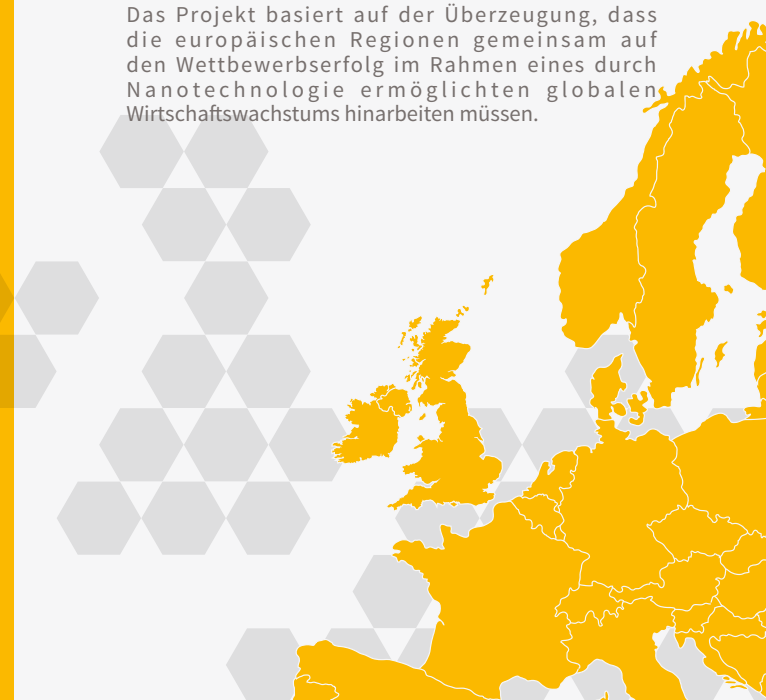 Das Projekt basiert auf der Überzeugung, dass
die europäischen Regionen gemeinsam auf
den Wettbewerbserfolg im Rahmen eines durch
Nanotechnologie ermöglichten globalen
Wirtschaftswachstums hinarbeiten müssen.